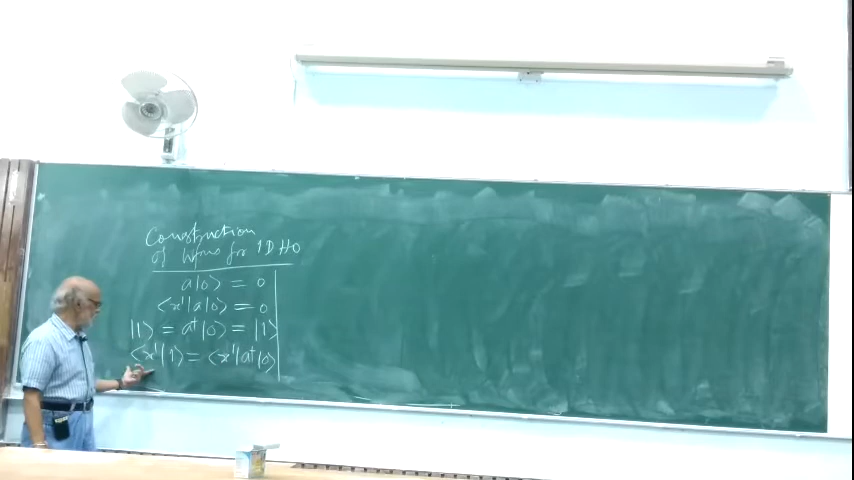 Construction
of wfns for 1D HO
a|0⟩ = 0
⟨x'|a|0⟩ = 0
|1⟩ = a†|0⟩ = |1⟩
⟨x'|1⟩ = ⟨x'|a†|0⟩